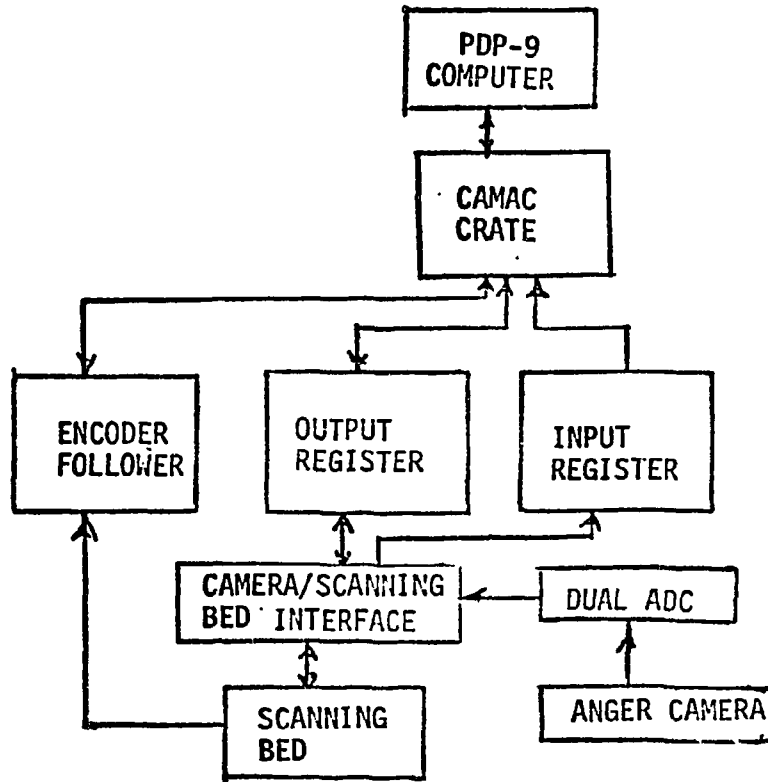 PDP-9
COMPUTER
CAMAC
CRATE
ENCODER
FOLLOWER
OUTPUT
REGISTER
INPUT
REGISTER
CAMERA/SCANNING
BED INTERFACE
DUAL ADC
SCANNING
BED
ANGER CAMERA